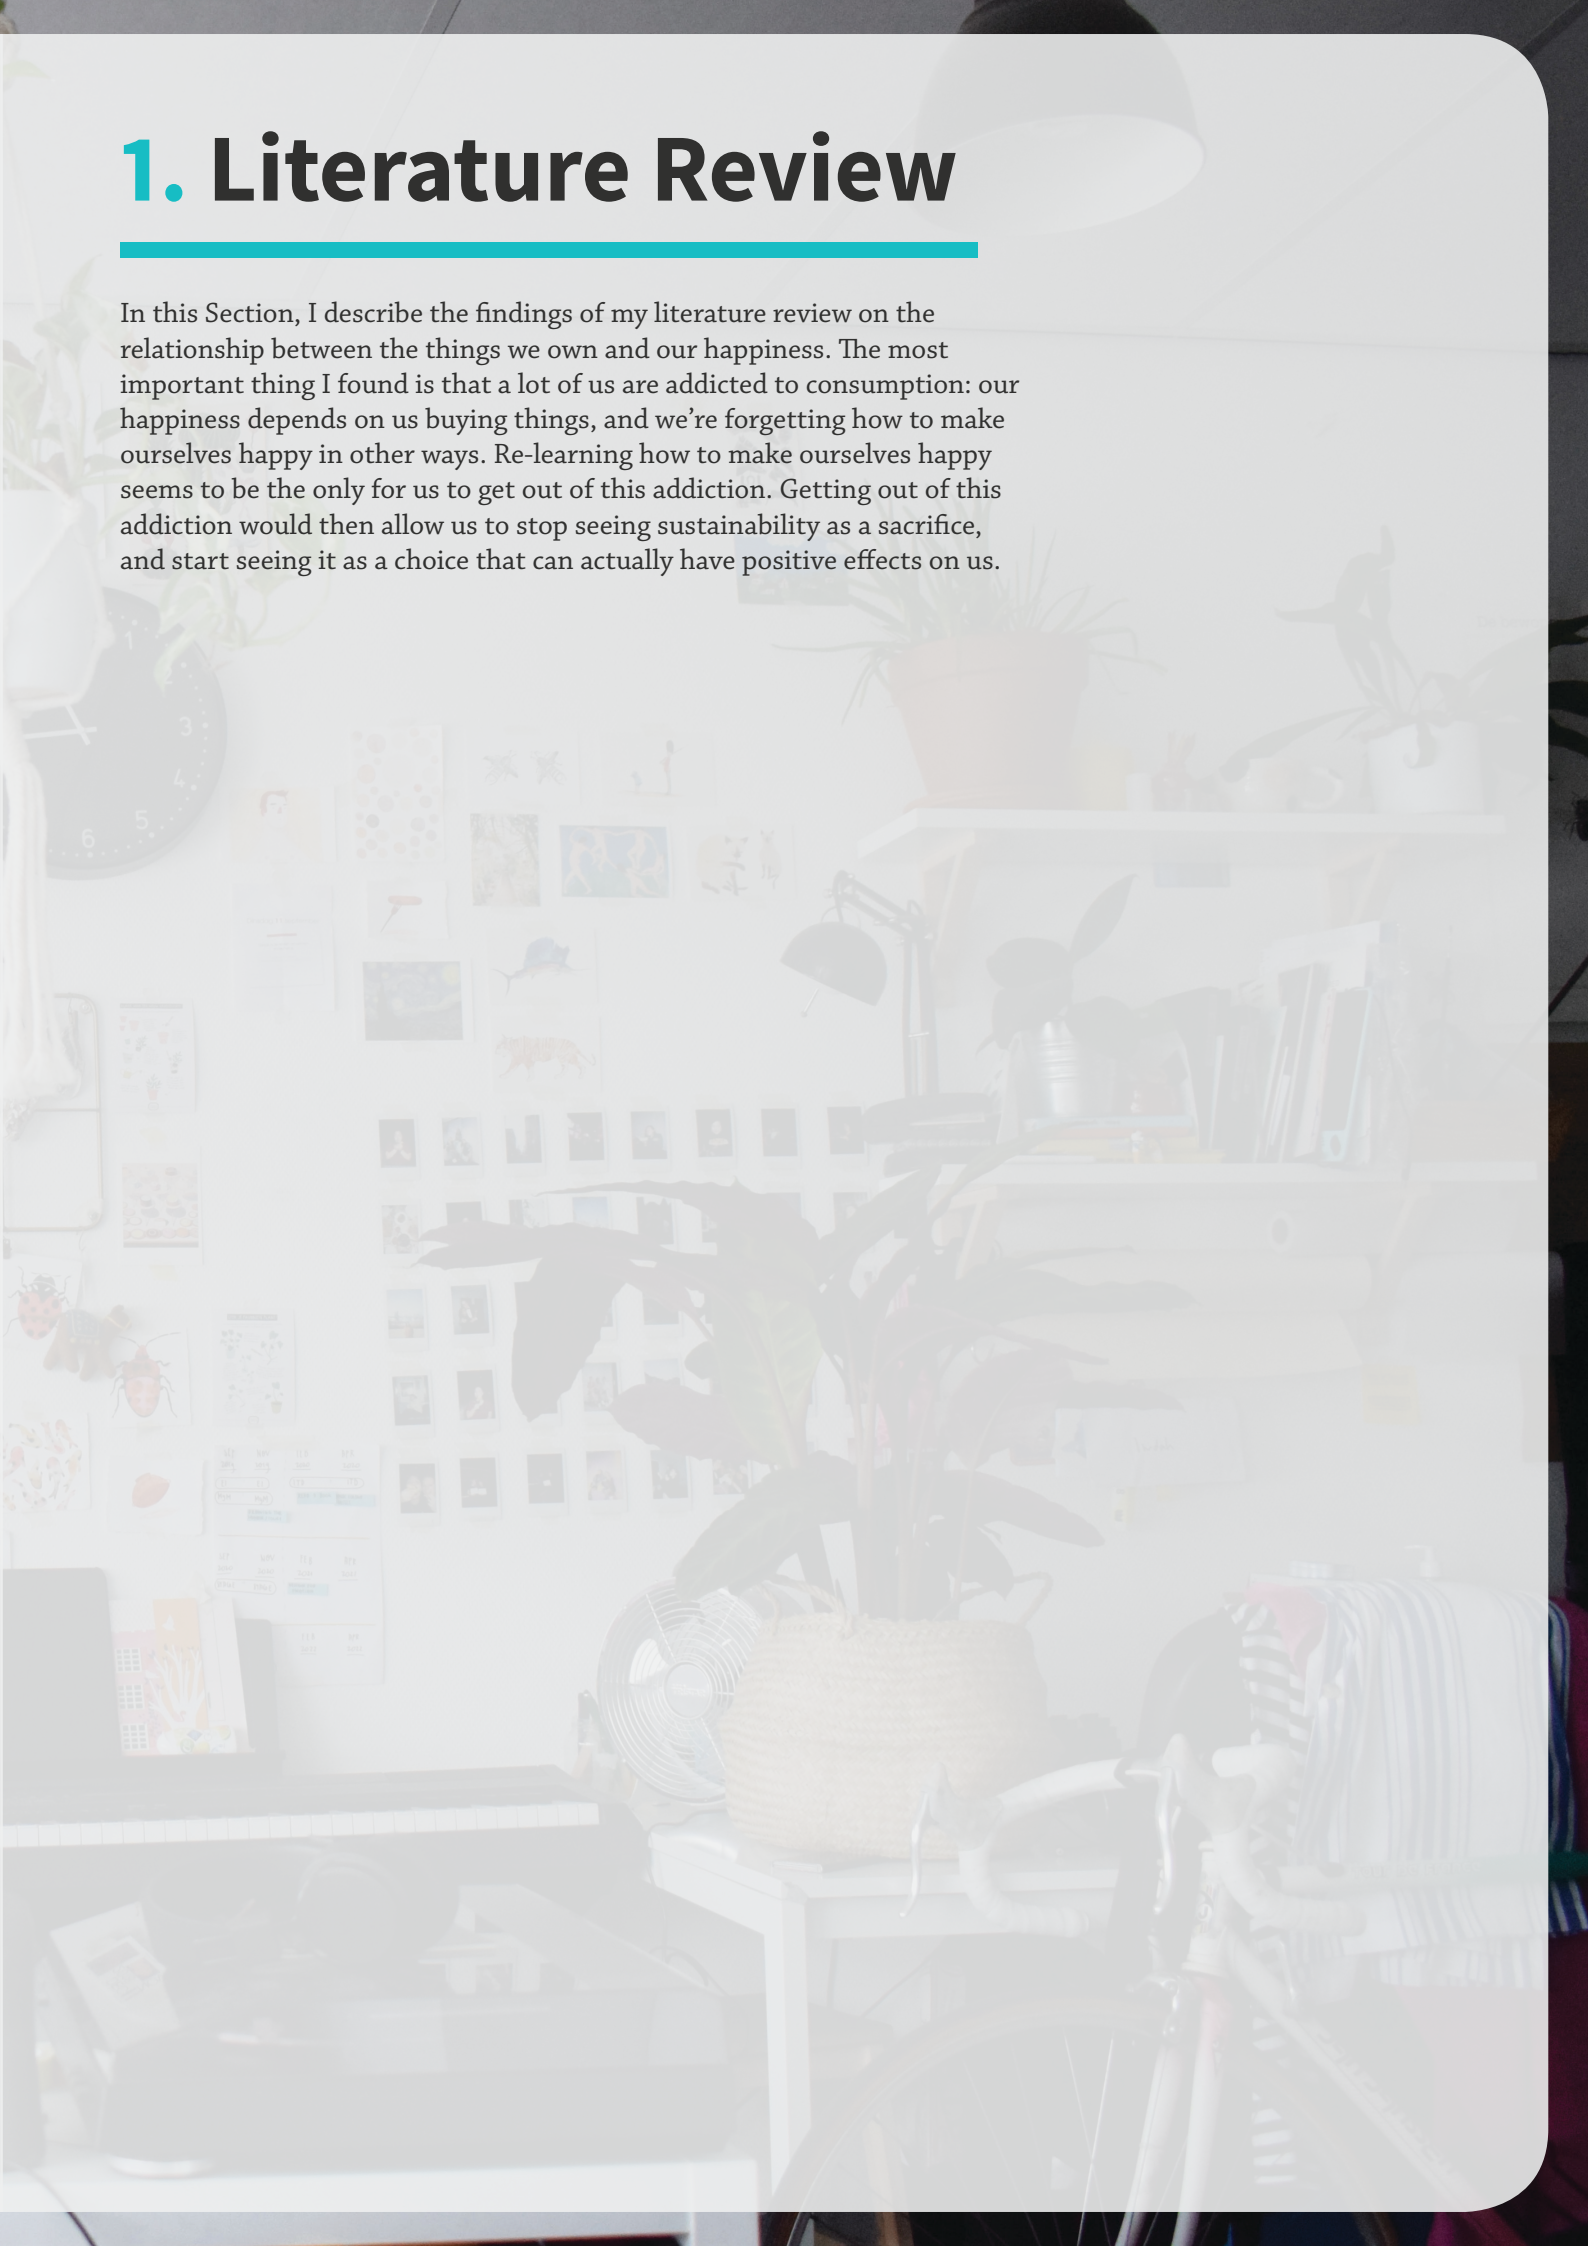 1. Literature Review
In this Section, I describe the findings of my literature review on the
relationship between the things we own and our happiness. The most
important thing I found is that a lot of us are addicted to consumption: our
happiness depends on us buying things, and we’re forgetting how to make
ourselves happy in other ways. Re-learning how to make ourselves happy
seems to be the only for us to get out of this addiction. Getting out of this
addiction would then allow us to stop seeing sustainability as a sacrifice,
and start seeing it as a choice that can actually have positive effects on us.
1
3
4
5
6